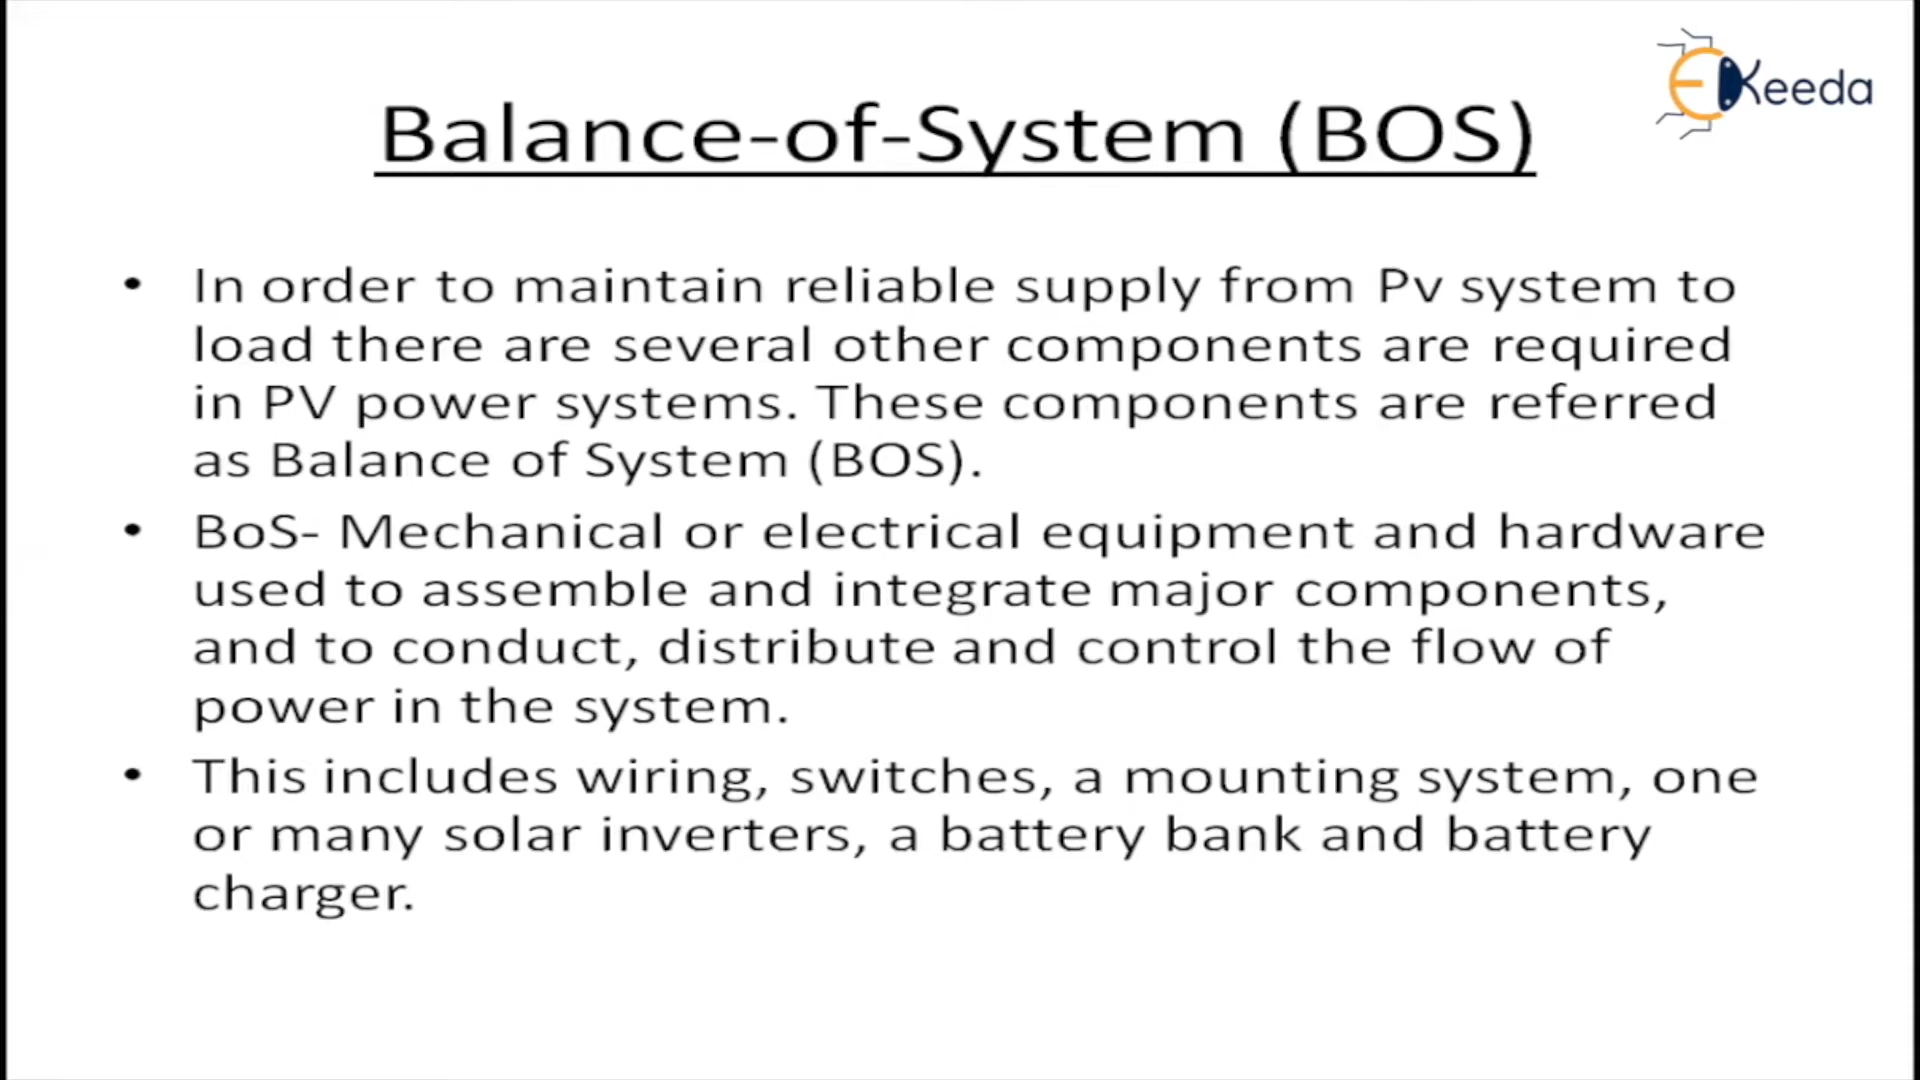 EKeeda
Balance-of-System (BOS)
• In order to maintain reliable supply from Pv system to
load there are several other components are required
in PV power systems. These components are referred
as Balance of System (BOS).
• BoS- Mechanical or electrical equipment and hardware
used to assemble and integrate major components,
and to conduct, distribute and control the flow of
power in the system.
• This includes wiring, switches, a mounting system, one
or many solar inverters, a battery bank and battery
charger.